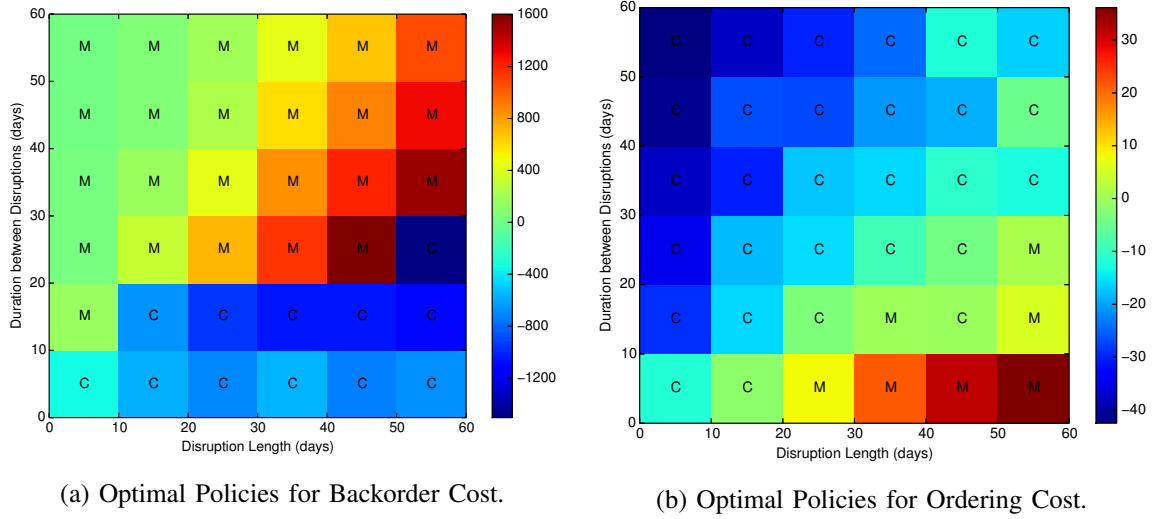 60
50
40
30
20
10
0
Duration between Disruptions (days)
M M M M M M
M M M M M M
M M M M M M
M M M M M C
M C C C C C
C C C C C C
0 10 20 30 40 50 60
Disruption Length (days)
1600
1200
800
400
0
−400
−800
−1200
(a) Optimal Policies for Backorder Cost.
60
50
40
30
20
10
0
Duration between Disruptions (days)
C C C C C C
C C C C C C
C C C C C C
C C C C C M
C C C M C M
C C M M M M
0 10 20 30 40 50 60
Disruption Length (days)
30
20
10
0
−10
−20
−30
−40
(b) Optimal Policies for Ordering Cost.